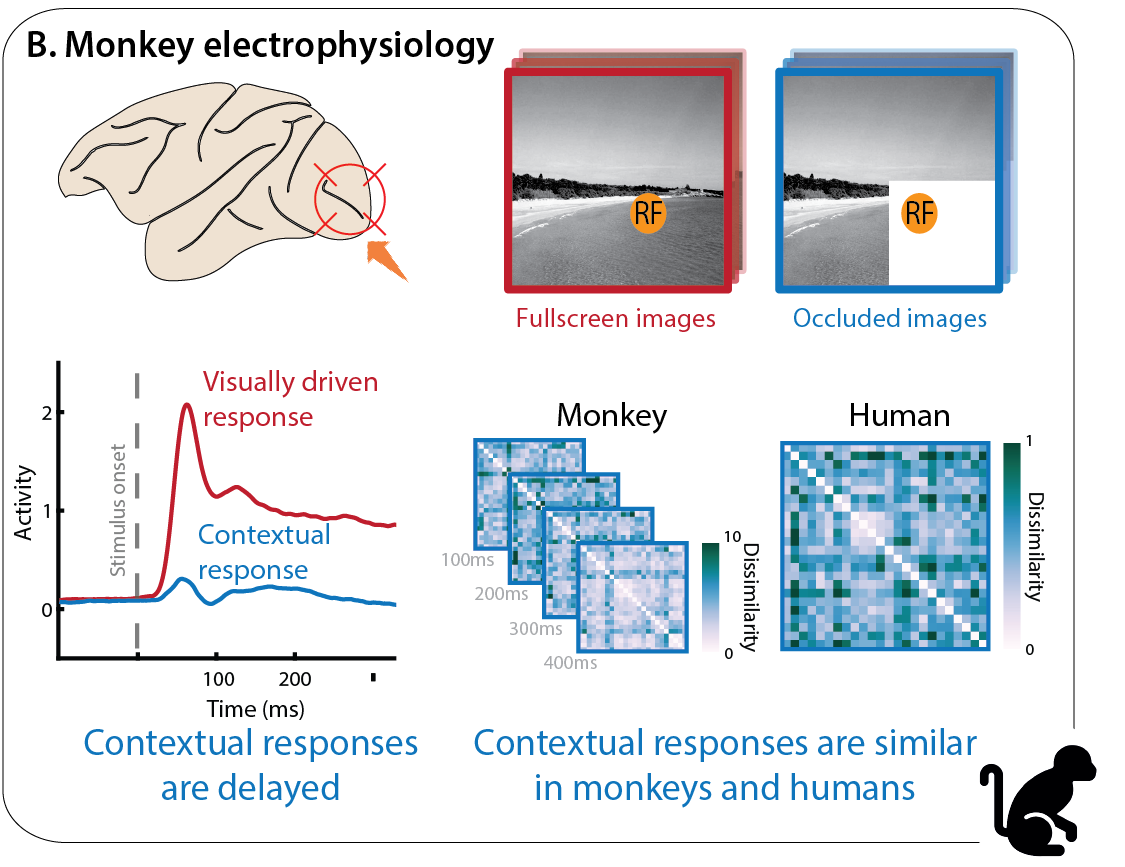 B. Monkey electrophysiology
RF
RF
Fullscreen images
Occluded images
Visually driven
response
Contextual
response
Stimulus onset
Activity
2
1
0
100
200
Time (ms)
Contextual responses
are delayed
Monkey
Human
100ms
200ms
300ms
400ms
10
0
Dissimilarity
1
0
Dissimilarity
Contextual responses are similar
in monkeys and humans